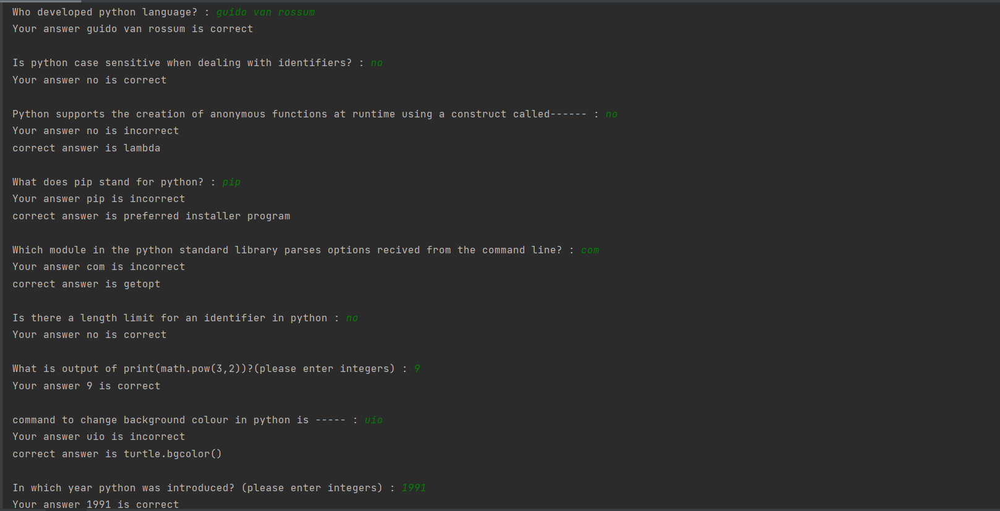 Who developed python language? : guido van rossum
Your answer guido van rossum is correct
Is python case sensitive when dealing with identifiers? : no
Your answer no is correct
Python supports the creation of anonymous functions at runtime using a construct called------ : no
Your answer no is incorrect
correct answer is lambda
What does pip stand for python? : pip
Your answer pip is incorrect
correct answer is preferred installer program
Which module in the python standard library parses options recived from the command line? : com
Your answer com is incorrect
correct answer is getopt
Is there a length limit for an identifier in python : no
Your answer no is correct
What is output of print(math.pow(3,2))?(please enter integers) : 9
Your answer 9 is correct
command to change background colour in python is ----- : uio
Your answer uio is incorrect
correct answer is turtle.bgcolor()
In which year python was introduced? (please enter integers) : 1991
Your answer 1991 is correct